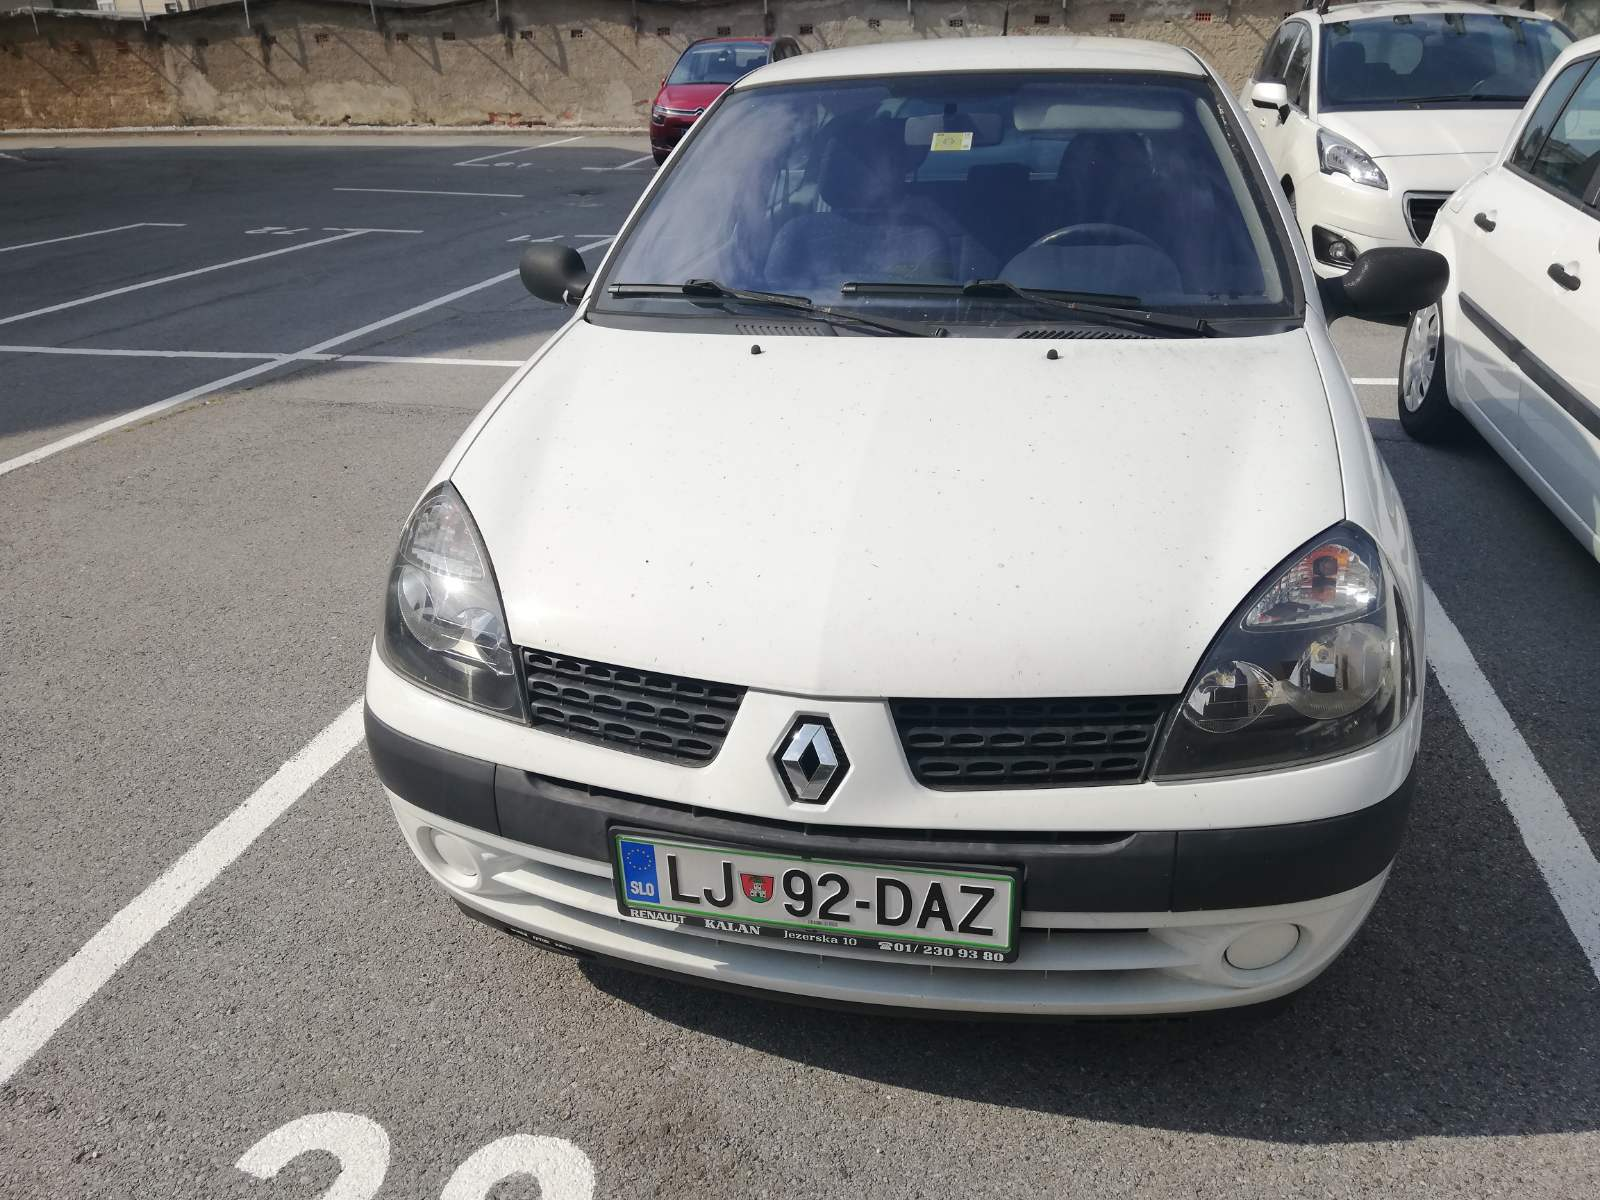 SLO LJ 92-DAZ
RENAULT KALAN Jezerska 10 ☎01/ 230 93 80